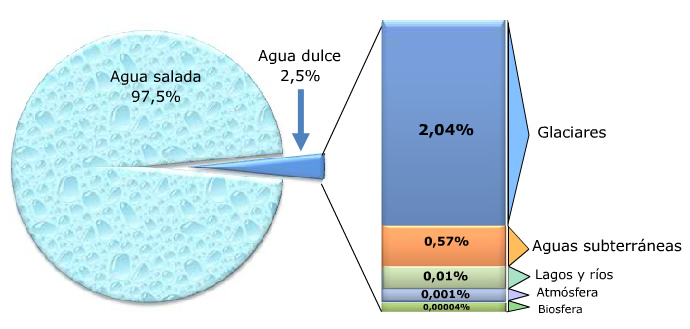 Agua salada
97,5%
Agua dulce
2,5%
2,04%
Glaciares
0,57%
Aguas subterráneas
0,01%
Lagos y ríos
0,001%
Atmósfera
0,00004%
Biosfera